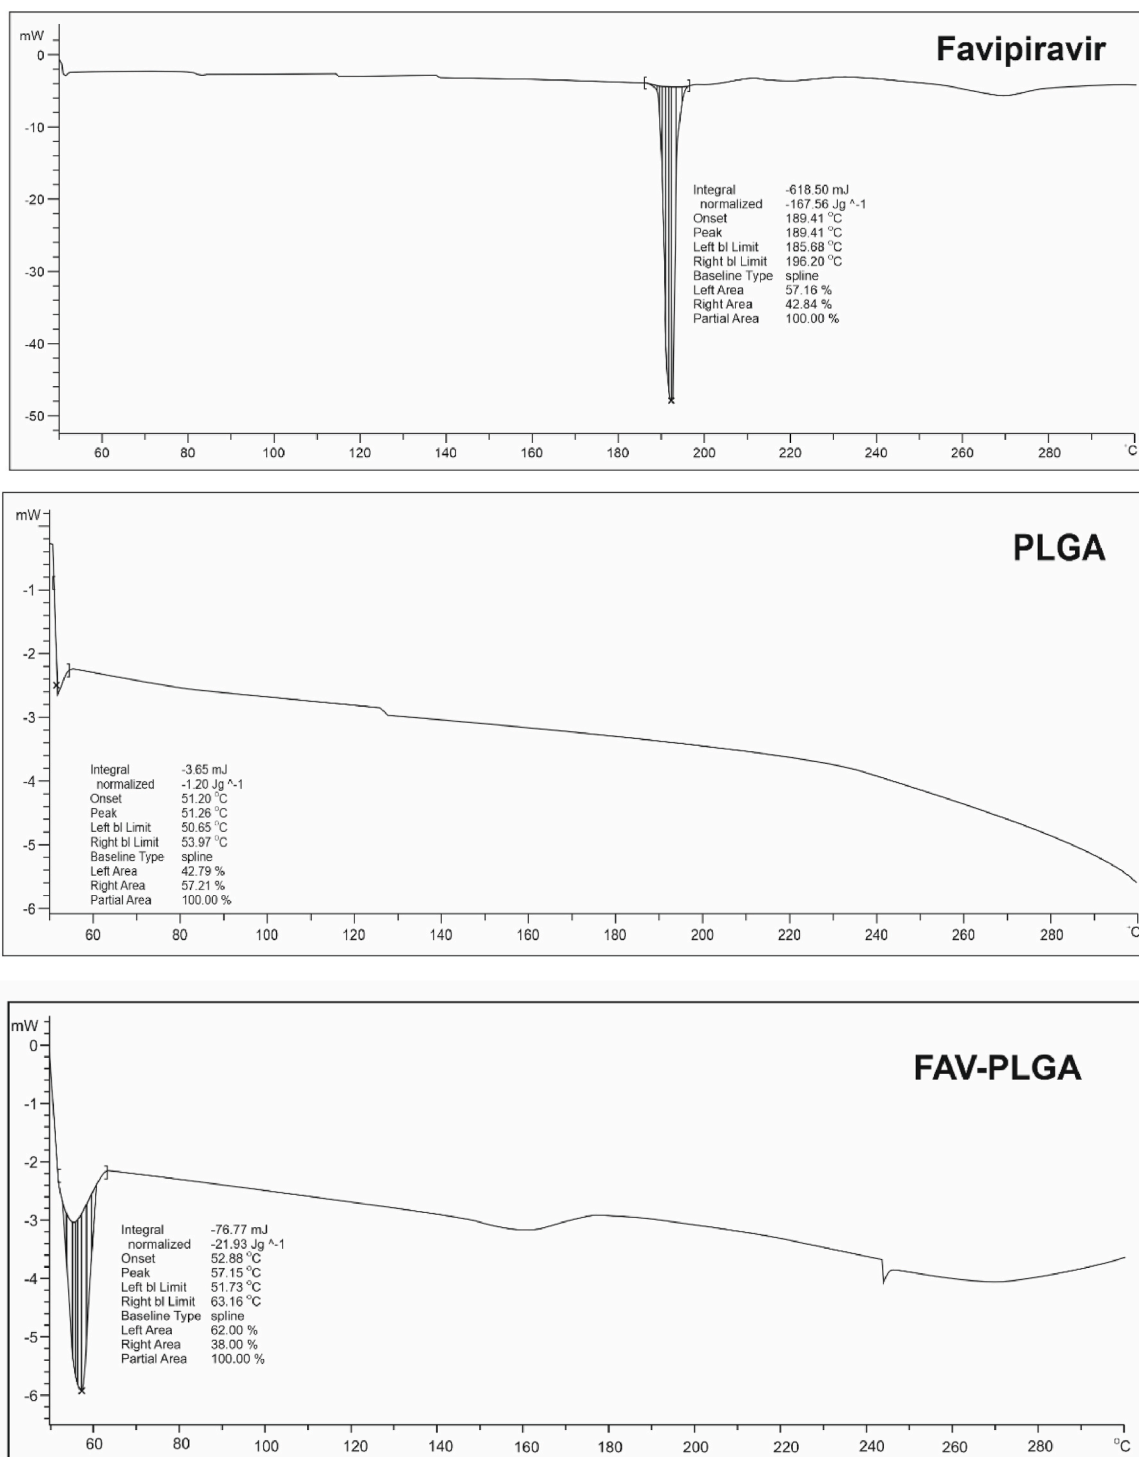 mW
Favipiravir
0
-10
-20
-30
-40
-50
Integral -618.50 mJ
normalized -167.56 Jg ^-1
Onset 189.41 °C
Peak 189.41 °C
Left bl Limit 185.68 °C
Right bl Limit 196.20 °C
Baseline Type spline
Left Area 57.16 %
Right Area 42.84 %
Partial Area 100.00 %
60 80 100 120 140 160 180 200 220 240 260 280 °C
mW
PLGA
-1
-2
-3
-4
-5
-6
Integral -3.65 mJ
normalized -1.20 Jg ^-1
Onset 51.20 °C
Peak 51.26 °C
Left bl Limit 50.65 °C
Right bl Limit 53.97 °C
Baseline Type spline
Left Area 42.79 %
Right Area 57.21 %
Partial Area 100.00 %
60 80 100 120 140 160 180 200 220 240 260 280 °C
mW
FAV-PLGA
0
-1
-2
-3
-4
-5
-6
Integral -76.77 mJ
normalized -21.93 Jg ^-1
Onset 52.88 °C
Peak 57.15 °C
Left bl Limit 51.73 °C
Right bl Limit 63.16 °C
Baseline Type spline
Left Area 62.00 %
Right Area 38.00 %
Partial Area 100.00 %
60 80 100 120 140 160 180 200 220 240 260 280 °C